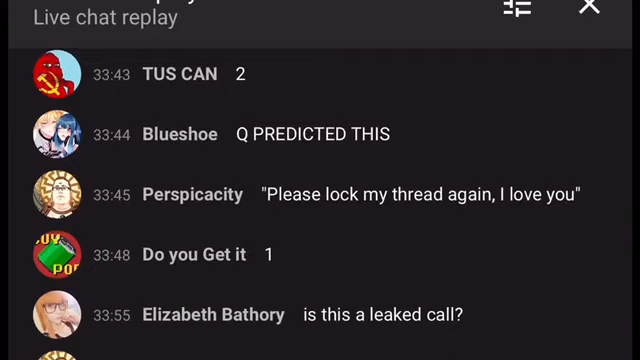 Live chat replay
33:43 TUS CAN 2
33:44 Blueshoe Q PREDICTED THIS
33:45 Perspicacity "Please lock my thread again, I love you"
33:48 Do you Get it 1
33:55 Elizabeth Bathory is this a leaked call?